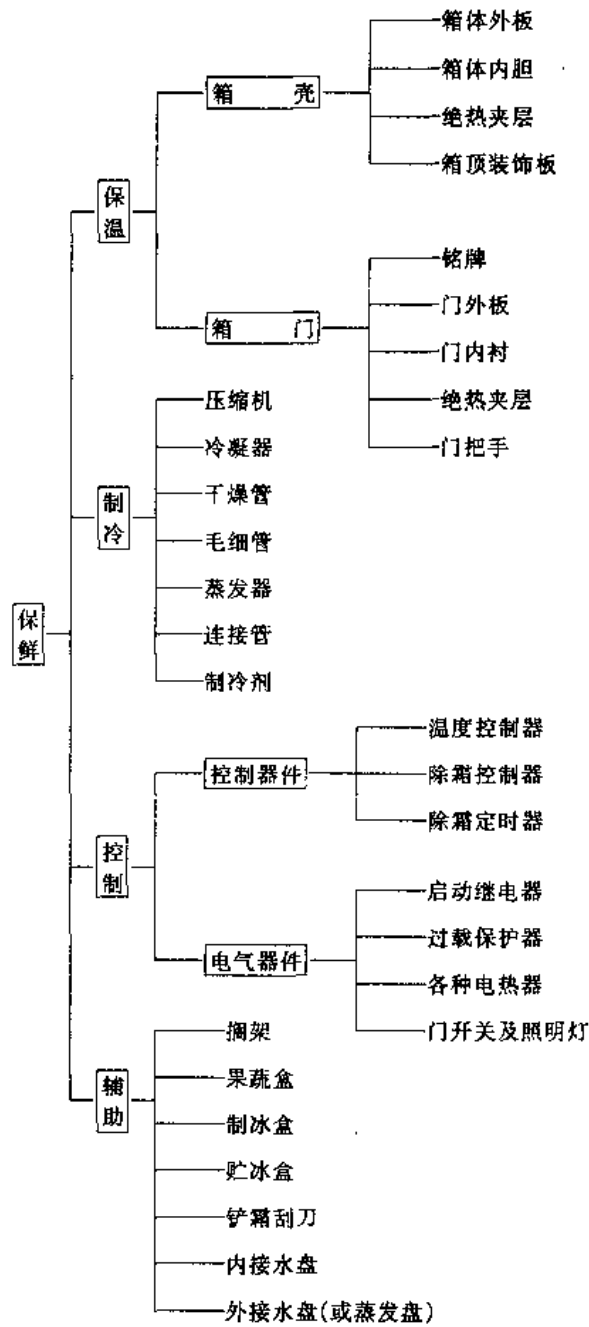 箱体外板
箱体内胆
箱壳
绝热夹层
箱顶装饰板
保温
铭牌
门外板
箱门
门内衬
绝热夹层
门把手
压缩机
冷凝器
制冷
干燥管
毛细管
蒸发器
保鲜
连接管
制冷剂
温度控制器
控制器件
除霜控制器
除霜定时器
控制
启动继电器
过载保护器
电气器件
各种电热器
门开关及照明灯
搁架
果蔬盒
辅助
制冰盒
贮冰盒
铲霜刮刀
内接水盘
外接水盘(或蒸发盘)